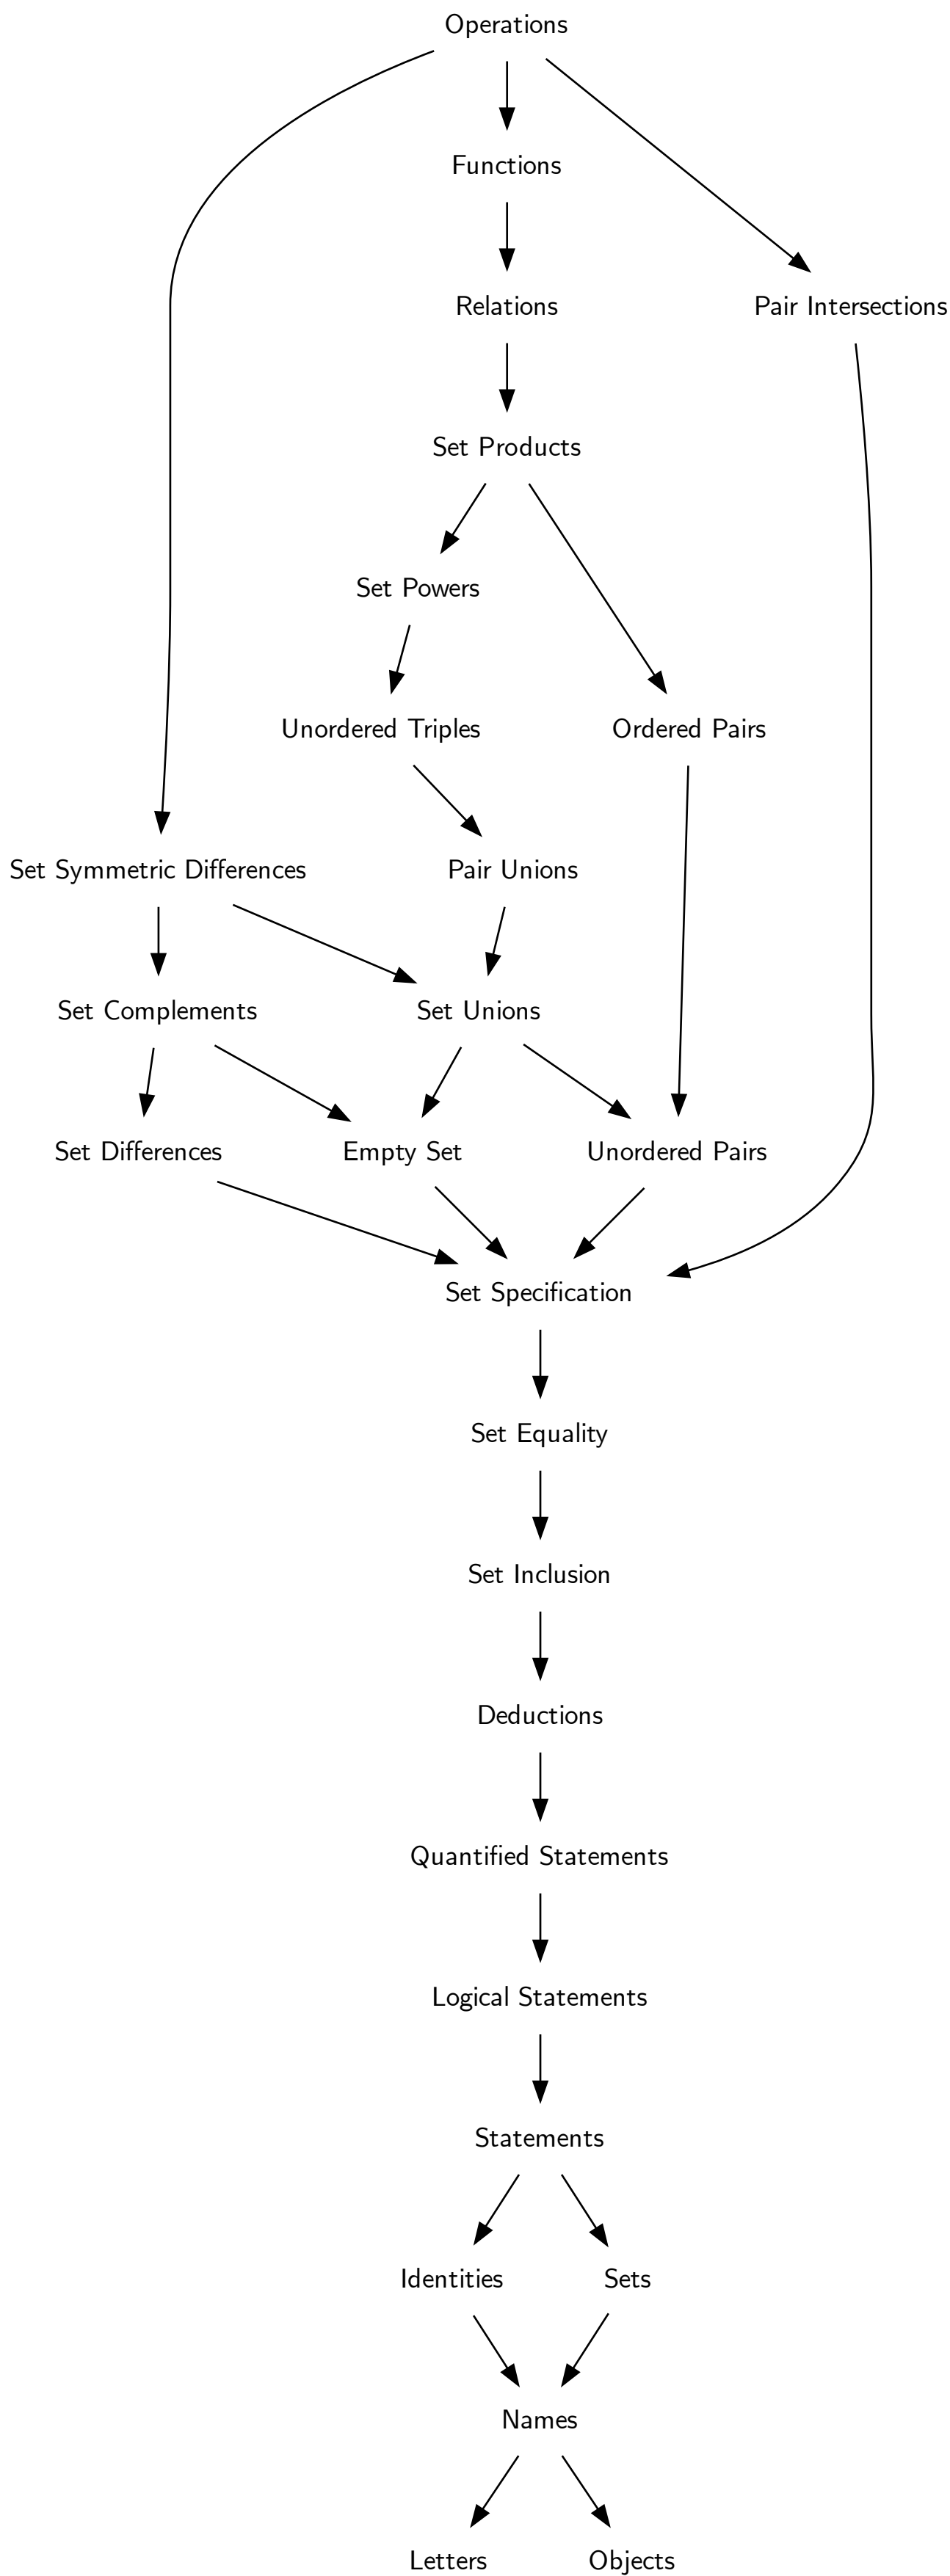 Operations
Functions
Relations
Pair Intersections
Set Products
Set Powers
Unordered Triples
Ordered Pairs
Set Symmetric Differences
Pair Unions
Set Complements
Set Unions
Set Differences
Empty Set
Unordered Pairs
Set Specification
Set Equality
Set Inclusion
Deductions
Quantified Statements
Logical Statements
Statements
Identities
Sets
Names
Letters
Objects